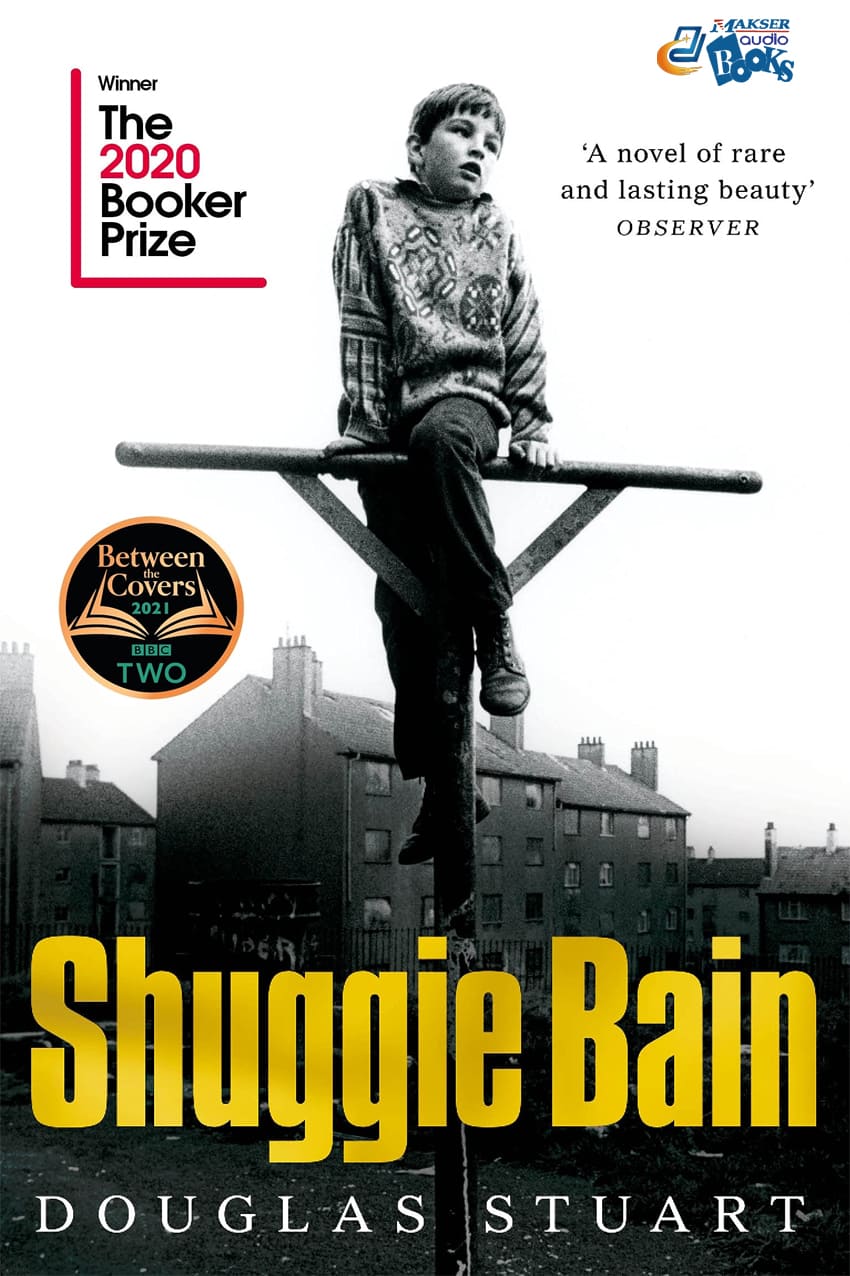 MAKSER
audio
BOOKS
Winner
The
2020
Booker
Prize
‘A novel of rare
and lasting beauty’
OBSERVER
Between
the
Covers
2021
BBC
TWO
Shuggie Bain
DOUGLAS STUART